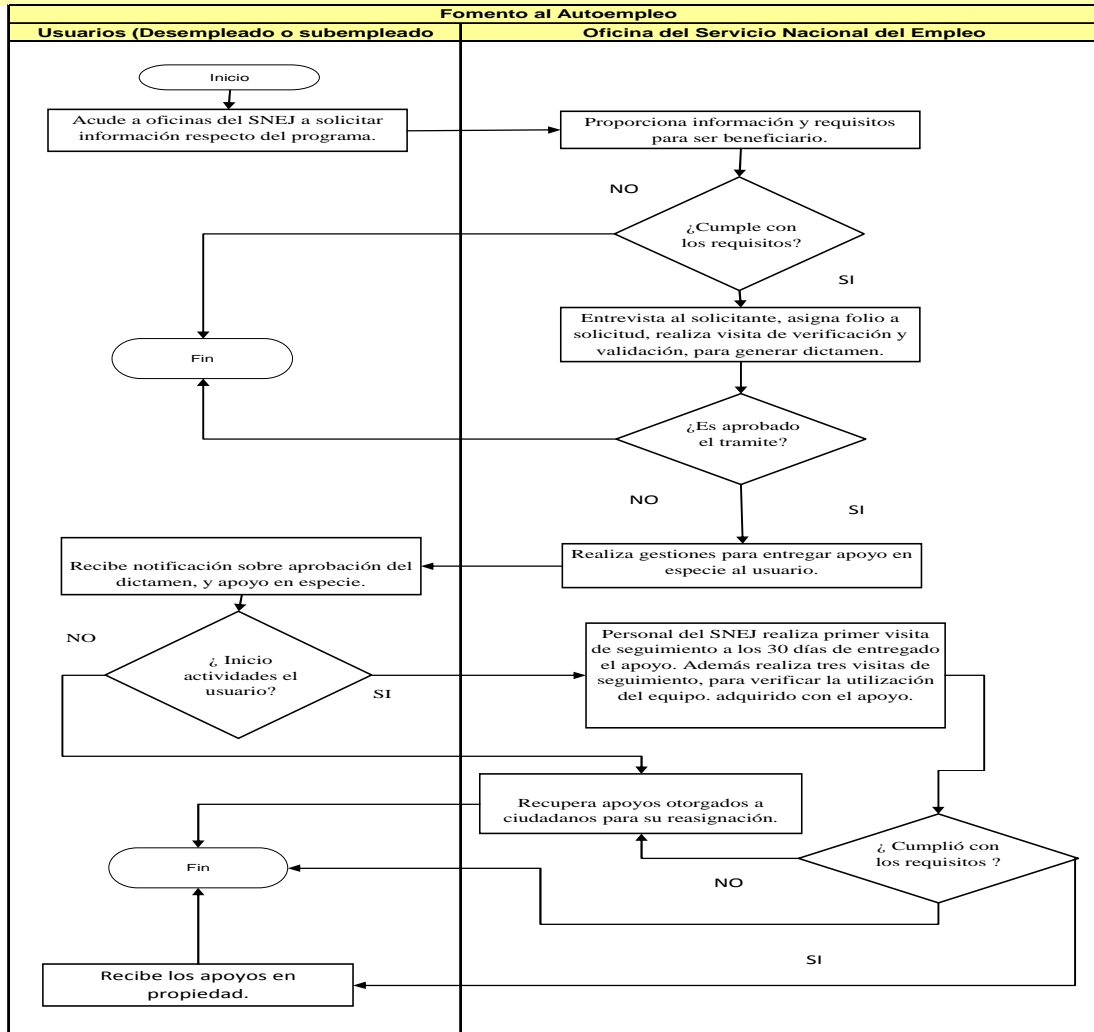 Fomento al Autoempleo
Usuarios (Desempleado o subempleado
Oficina del Servicio Nacional del Empleo
Inicio
Acude a oficinas del SNEJ a solicitar
información respecto del programa.
Proporciona información y requisitos
para ser beneficiario.
NO
¿Cumple con
los requisitos?
SI
Entrevista al solicitante, asigna folio a
solicitud, realiza visita de verificación y
validación, para generar dictamen.
Fin
¿Es aprobado
el tramite?
NO
SI
Realiza gestiones para entregar apoyo en
especie al usuario.
Recibe notificación sobre aprobación del
dictamen, y apoyo en especie.
NO
¿ Inicio
actividades el
usuario?
SI
Personal del SNEJ realiza primer visita
de seguimiento a los 30 días de entregado
el apoyo. Además realiza tres visitas de
seguimiento, para verificar la utilización
del equipo. adquirido con el apoyo.
Recupera apoyos otorgados a
ciudadanos para su reasignación.
¿ Cumplió con
los requisitos ?
Fin
NO
SI
Recibe los apoyos en
propiedad.